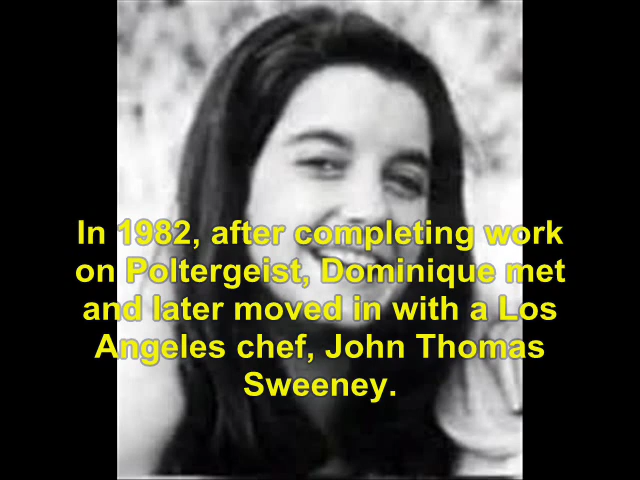 In 1982, after completing work
on Poltergeist, Dominique met
and later moved in with a Los
Angeles chef, John Thomas
Sweeney.